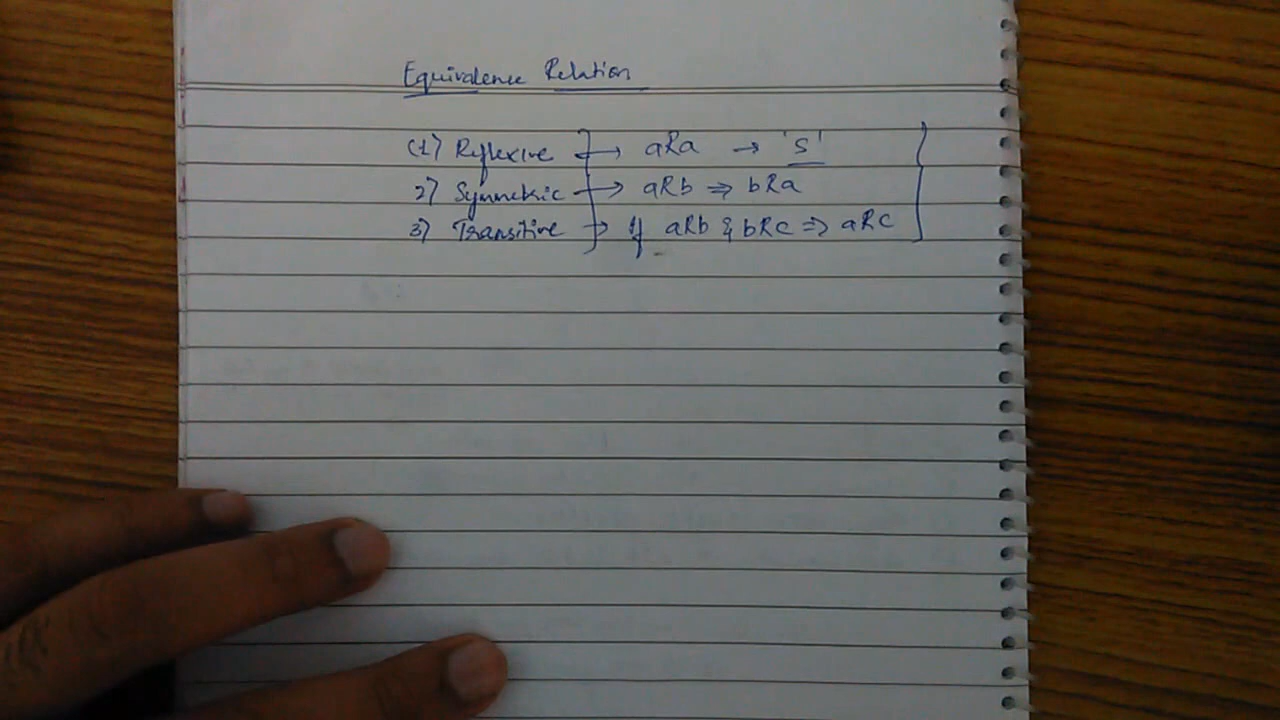 Equivalence Relation
(1) Reflexive → aRa → 'S'
2) Symmetric → aRb ⇒ bRa
3) Transitive → if aRb & bRc ⇒ aRc